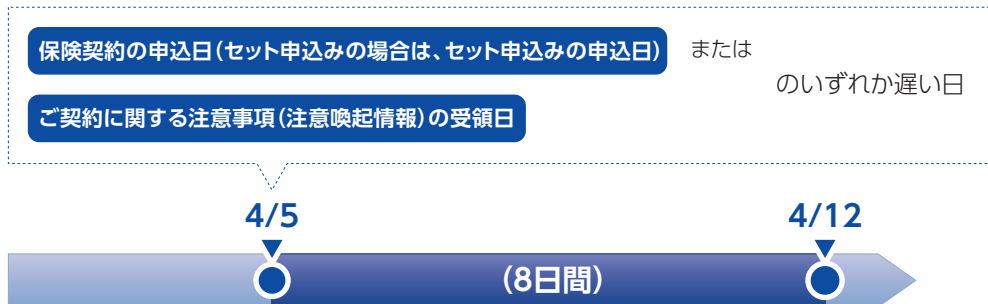 保険契約の申込日（セット申込みの場合は、セット申込みの申込日） または
のいずれか遅い日
ご契約に関する注意事項（注意喚起情報）の受領日
4/5 4/12
（8日間）